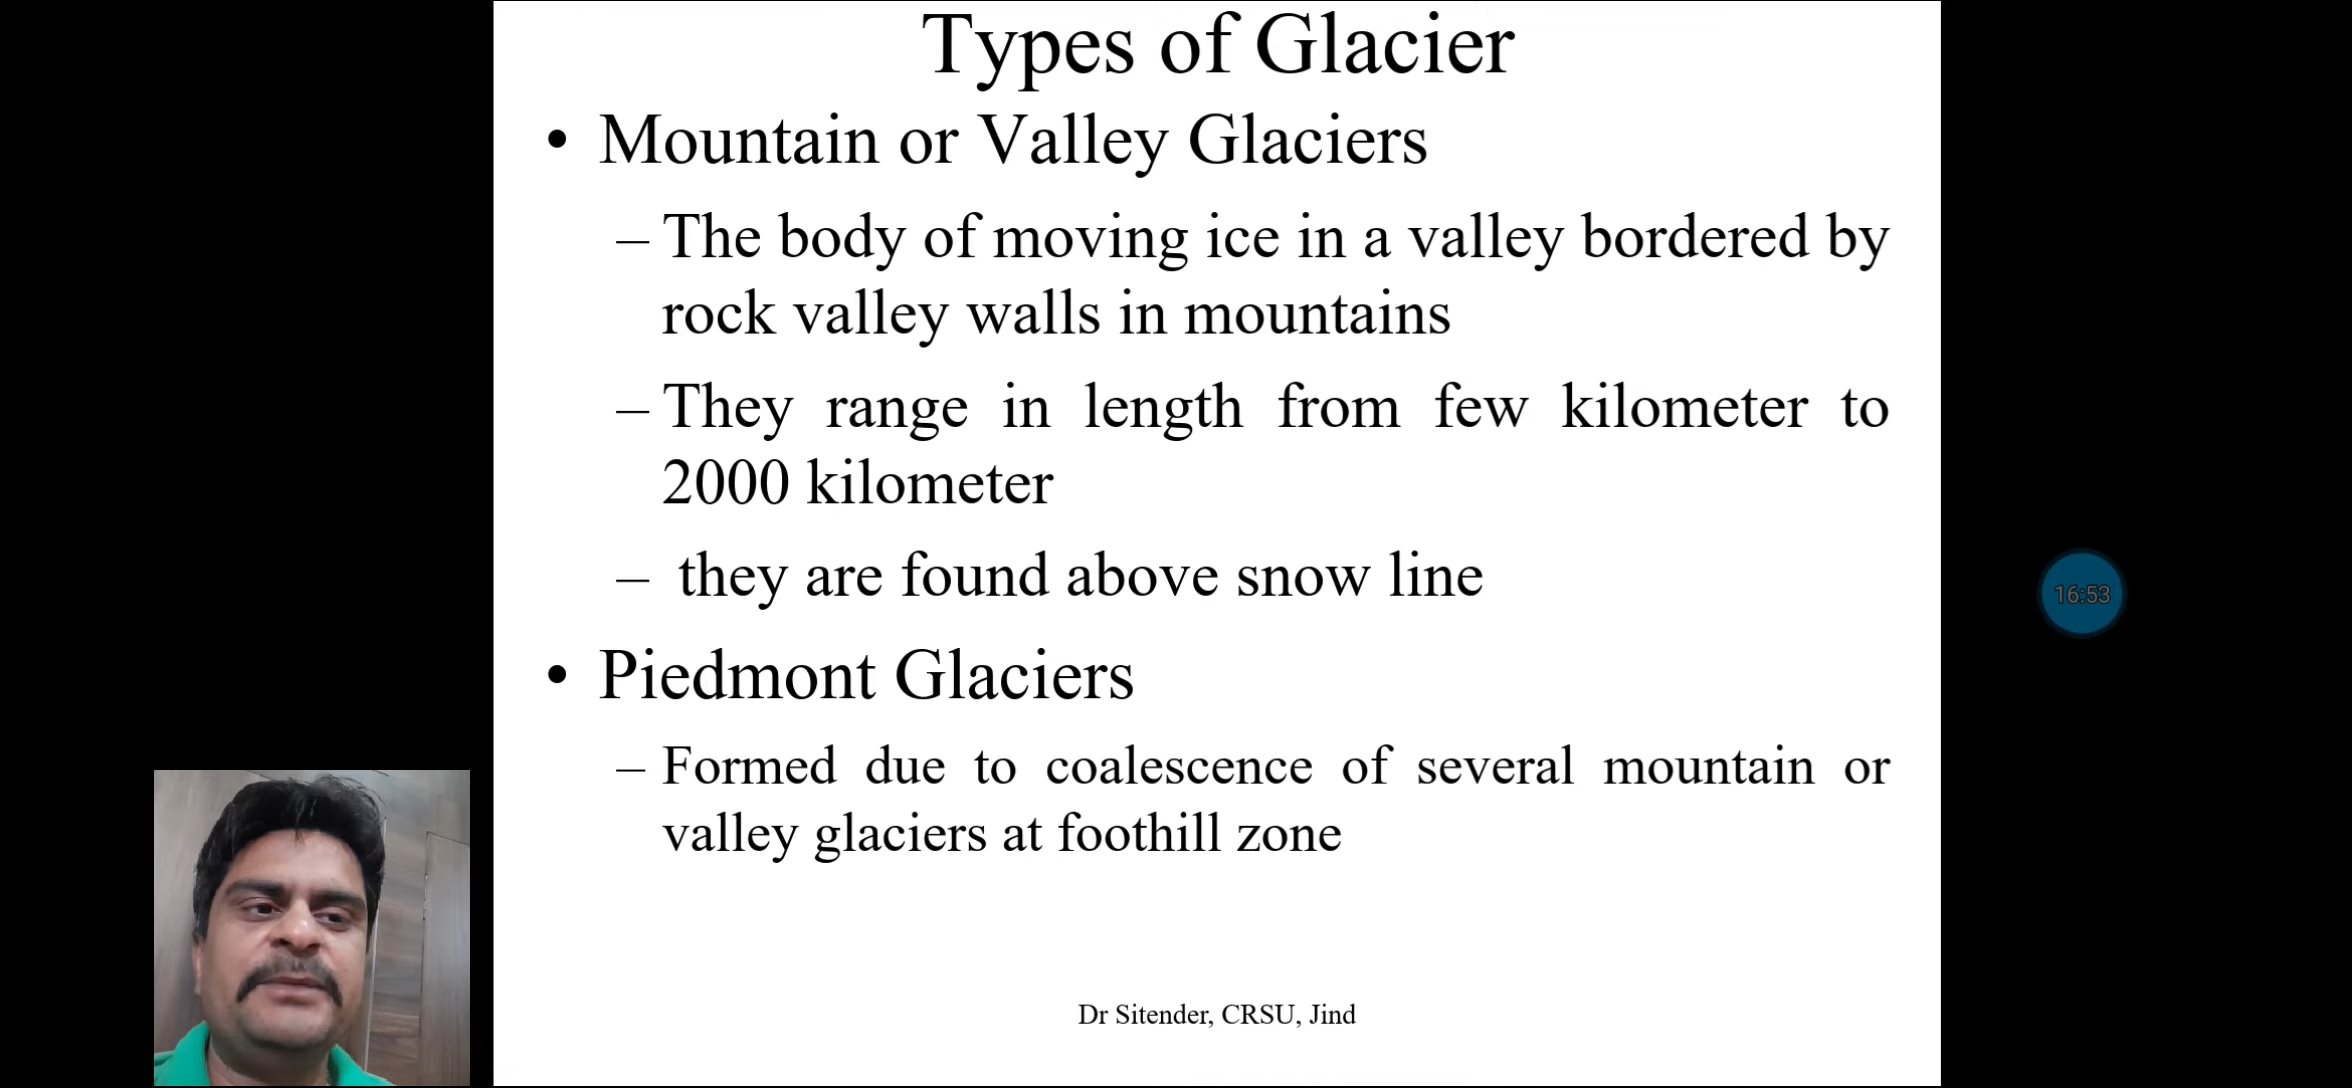 Types of Glacier
• Mountain or Valley Glaciers
– The body of moving ice in a valley bordered by
rock valley walls in mountains
– They range in length from few kilometer to
2000 kilometer
– they are found above snow line
• Piedmont Glaciers
– Formed due to coalescence of several mountain or
valley glaciers at foothill zone
Dr Sitender, CRSU, Jind
16:53